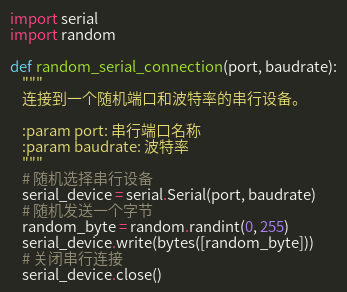 import serial
import random

def random_serial_connection(port, baudrate):
    """
    连接到一个随机端口和波特率的串行设备。

    :param port: 串行端口名称
    :param baudrate: 波特率
    """
    # 随机选择串行设备
    serial_device = serial.Serial(port, baudrate)
    # 随机发送一个字节
    random_byte = random.randint(0, 255)
    serial_device.write(bytes([random_byte]))
    # 关闭串行连接
    serial_device.close()